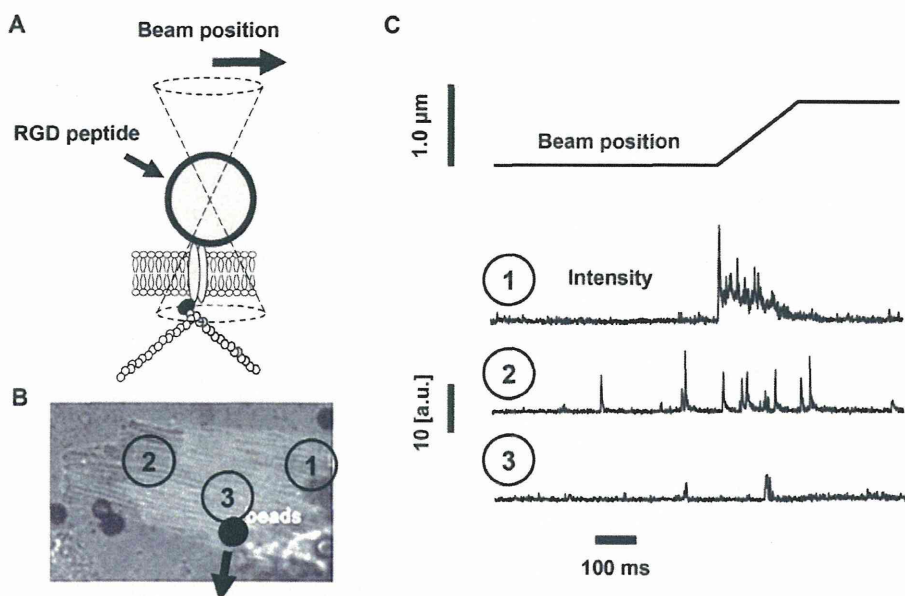 A
Beam position
RGD peptide
B
2
1
3
beads
C
1.0 µm
Beam position
1
Intensity
2
10 [a.u.]
3
100 ms